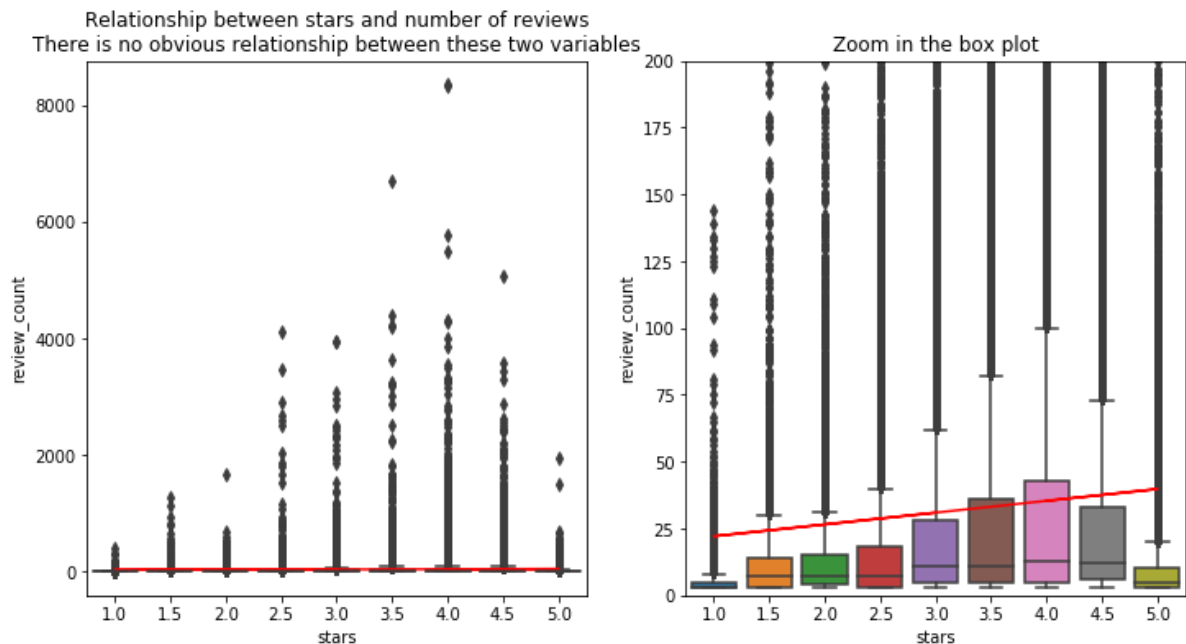 Relationship between stars and number of reviews
There is no obvious relationship between these two variables
8000
6000
4000
2000
0
review_count
1.0 1.5 2.0 2.5 3.0 3.5 4.0 4.5 5.0
stars
Zoom in the box plot
200
175
150
125
100
75
50
25
0
review_count
1.0 1.5 2.0 2.5 3.0 3.5 4.0 4.5 5.0
stars